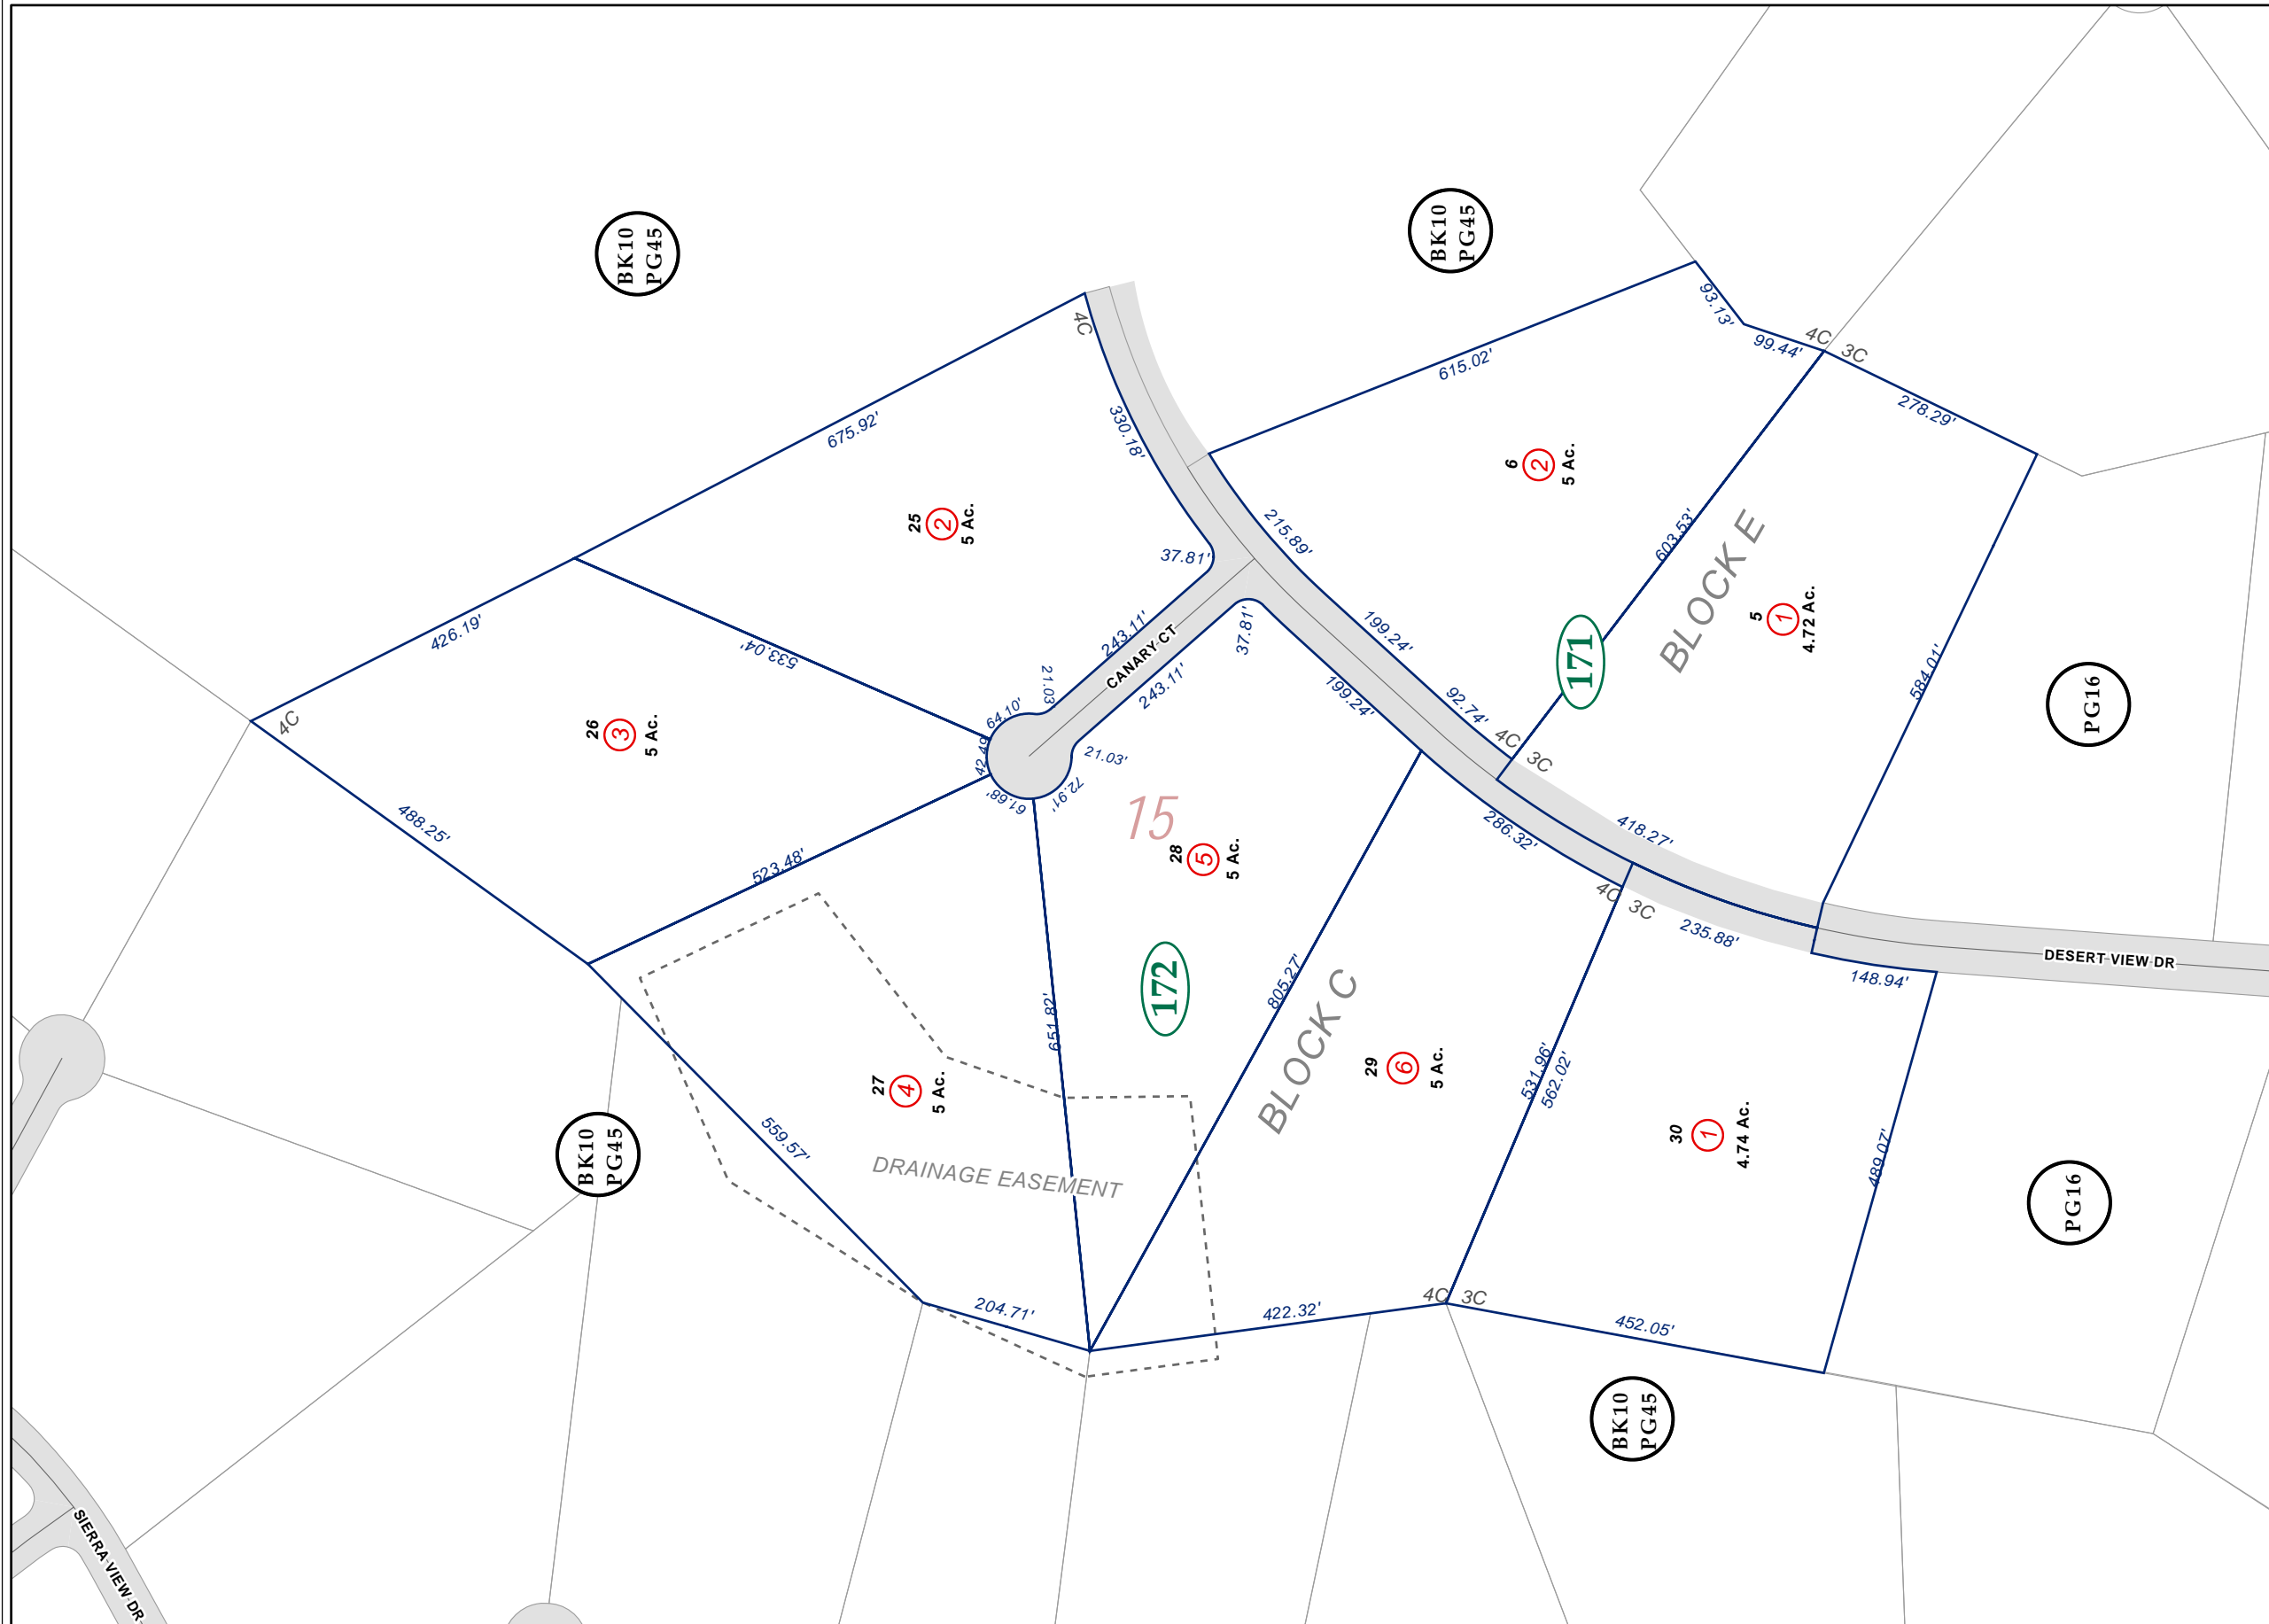 BK10
PG45
BK10
PG45
4C
93.13'
4C
3C
99.44'
615.02'
278.29'
675.92'
330.18'
6
2
5 Ac.
25
2
5 Ac.
215.89'
603.53'
BLOCK E
37.81'
426.19'
533.04'
243.11'
CANARY CT
37.81'
199.24'
5
1
4.72 Ac.
171
584.01'
21.03'
243.11'
199.24'
92.74'
64.10'
4C
26
3
5 Ac.
42.49
21.03'
4C
3C
PG16
61.68'
72.91'
488.25'
15
286.32'
418.27'
523.48'
28
5
5 Ac.
4C
3C
235.88'
DESERT VIEW DR
148.94'
172
805.27'
651.82'
BLOCK C
29
6
5 Ac.
531.96'
562.02'
27
4
5 Ac.
30
1
4.74 Ac.
BK10
PG45
559.57'
DRAINAGE EASEMENT
489.07'
PG16
204.71'
422.32'
4C
3C
452.05'
BK10
PG45
SIERRA VIEW DR